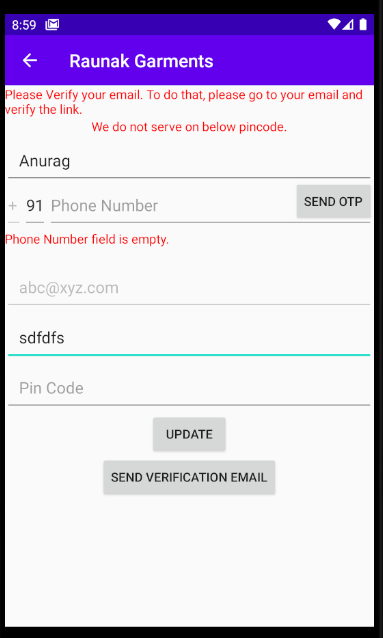 8:59
Raunak Garments
Please Verify your email. To do that, please go to your email and
verify the link.
We do not serve on below pincode.
Anurag
+ 91 Phone Number SEND OTP
Phone Number field is empty.
abc@xyz.com
sdfdfs
Pin Code
UPDATE
SEND VERIFICATION EMAIL